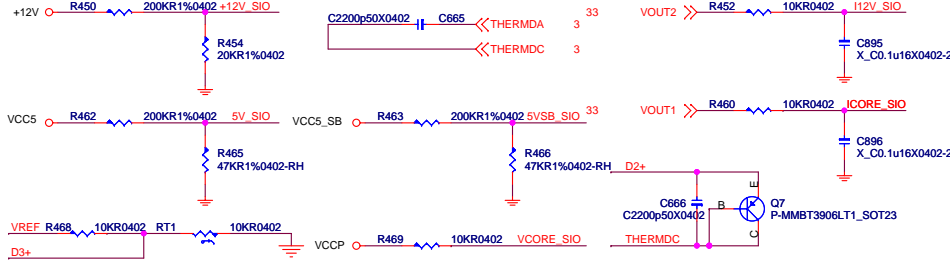 +12V R450 200KR1%0402 +12V_SIO
R454
20KR1%0402
C2200p50X0402 C665 THERMDA 3 33
THERMDC 3
VOUT2 R452 10KR0402 I12V_SIO
C895
X_C0.1u16X0402-2
VCC5 R462 200KR1%0402 5V_SIO
R465
47KR1%0402-RH
VCC5_SB R463 200KR1%0402 5VSB_SIO 33
R466
47KR1%0402-RH
VOUT1 R460 10KR0402 ICORE_SIO
C896
X_C0.1u16X0402-2
D2+
C666
C2200p50X0402
B E C
Q7
P-MMBT3906LT1_SOT23
THERMDC
VREF R468 10KR0402 RT1 10KR0402
D3+
VCCP R469 10KR0402 VCORE_SIO